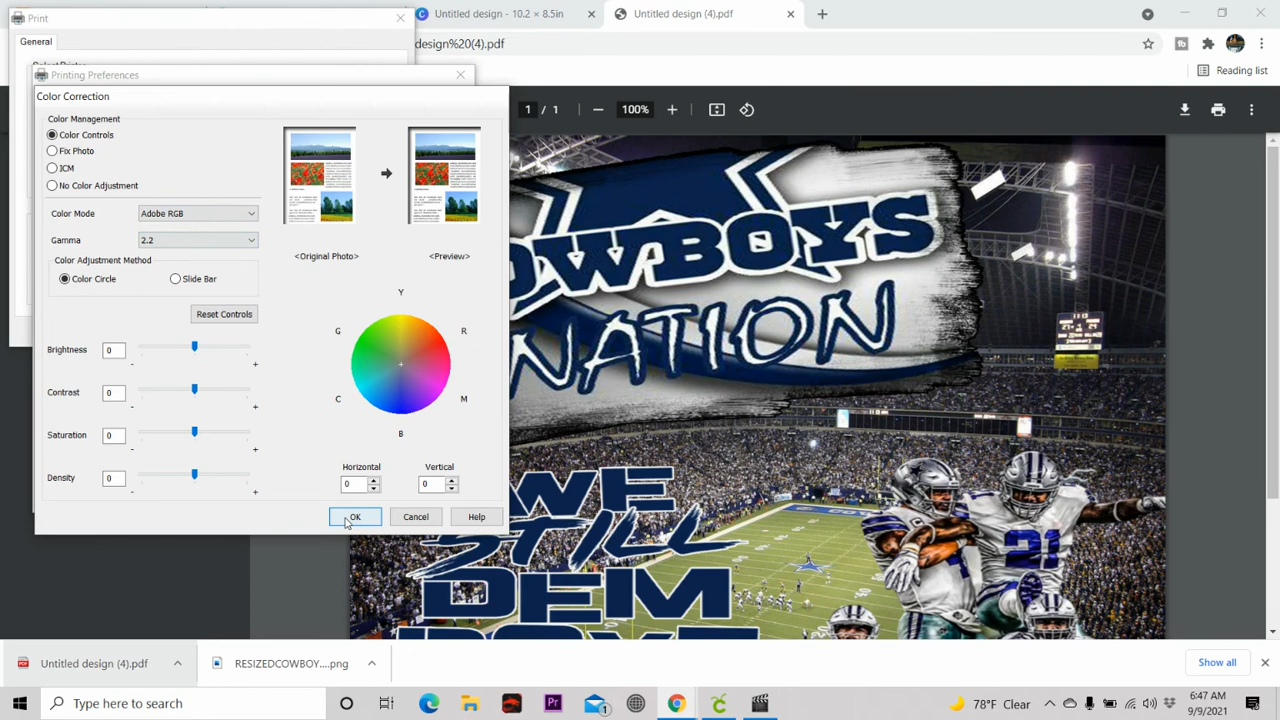 Print
Untitled design - 10.2 × 8.5in
Untitled design (4).pdf
General
design%20(4).pdf
Reading list
Printing Preferences
Color Correction
1 / 1
100%
Color Management
Color Controls
Fix Photo
ICM
No Color Adjustment
Color Mode
Adobe RGB
Gamma
2.2
<Original Photo>
<Preview>
Color Adjustment Method
Color Circle
Slide Bar
Reset Controls
Y
G
R
C
M
B
Brightness
0
- +
Contrast
0
- +
Saturation
0
- +
Density
0
- +
Horizontal
Vertical
0
0
OK
Cancel
Help
OWBOYS
NATION
21
WE
STILL
DEM
BOYZ
Untitled design (4).pdf
RESIZEDCOWBOY....png
Show all
Type here to search
1
78°F Clear
6:47 AM
9/9/2021